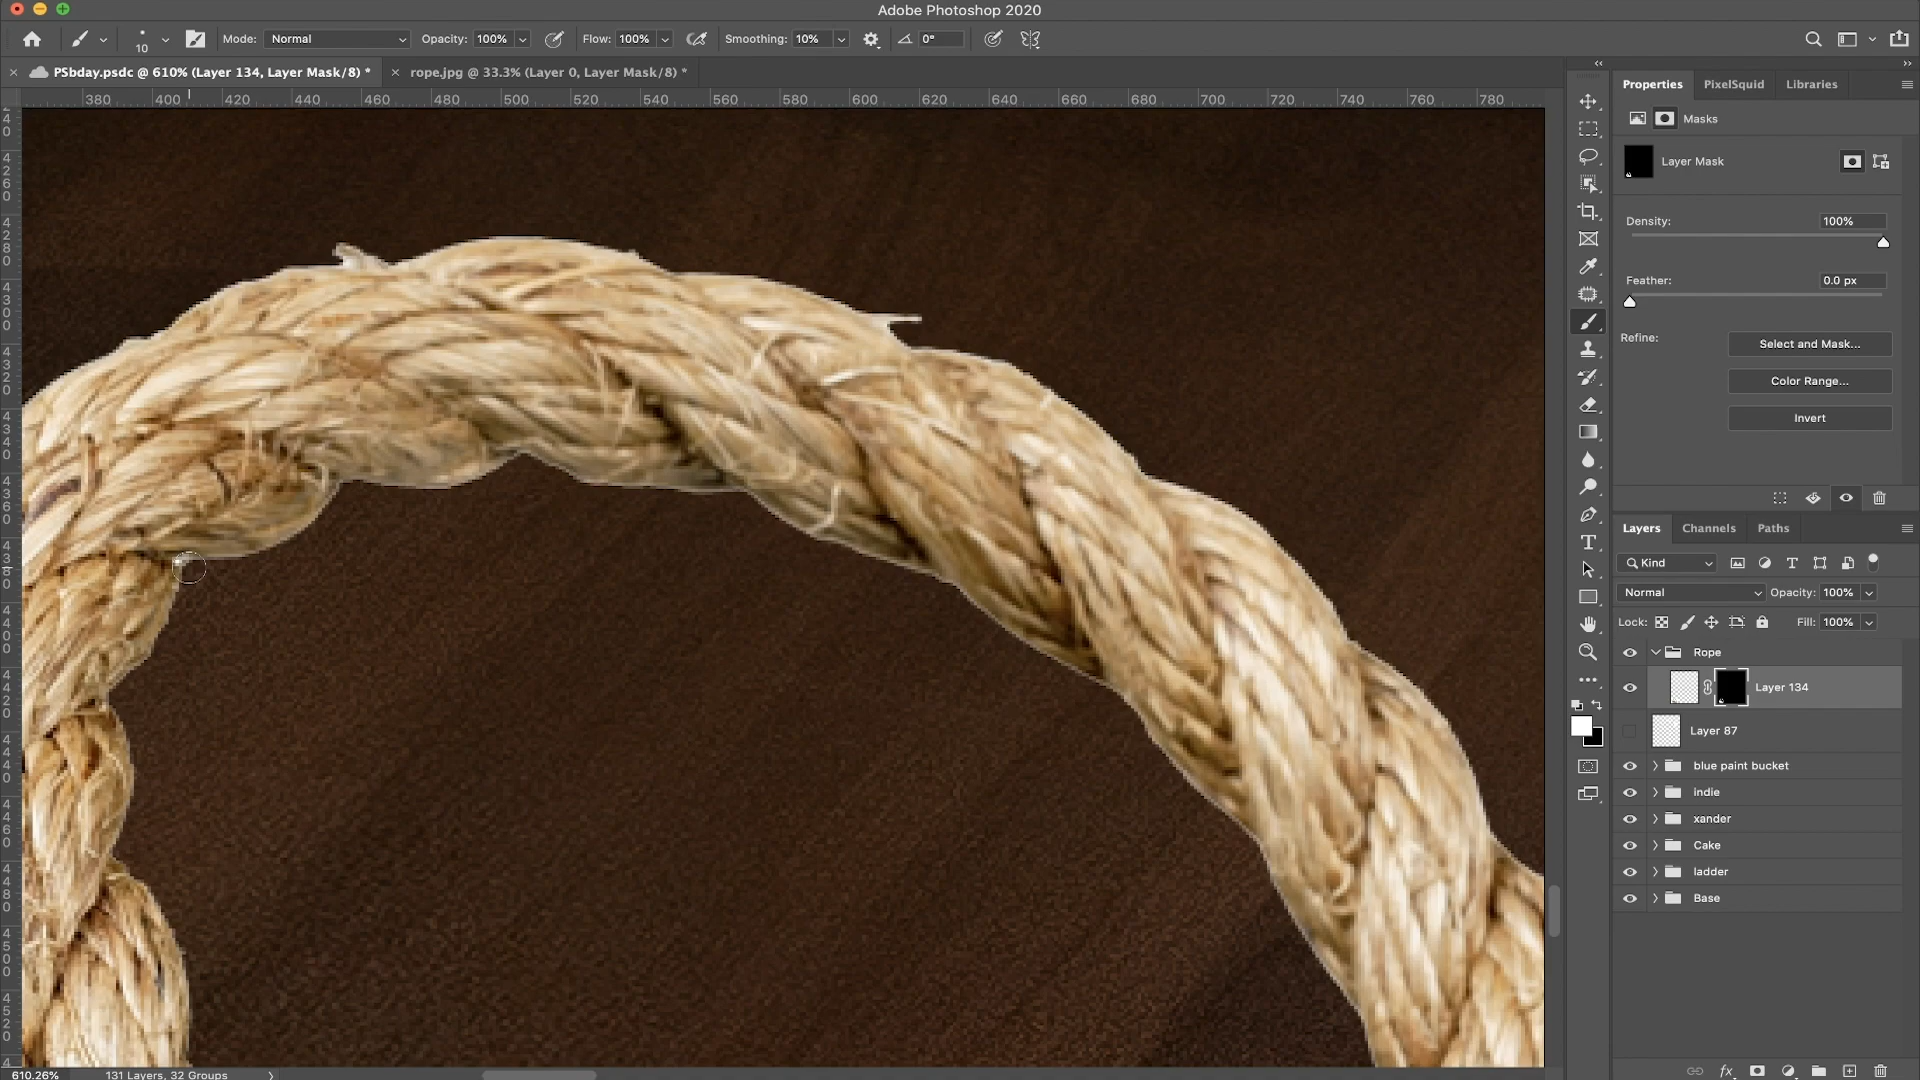 Adobe Photoshop 2020
10
Mode: Normal
Opacity: 100%
Flow: 100%
Smoothing: 10%
0°
PSbday.psdc @ 610% (Layer 134, Layer Mask/8) *
rope.jpg @ 33.3% (Layer 0, Layer Mask/8) *
380 400 420 440 460 480 500 520 540 560 580 600 620 640 660 680 700 720 740 760 780
Properties PixelSquid Libraries
Masks
Layer Mask
Density: 100%
Feather: 0.0 px
Refine:
Select and Mask...
Color Range...
Invert
Layers Channels Paths
Kind
Normal Opacity: 100%
Lock: Fill: 100%
Rope
Layer 134
Layer 87
blue paint bucket
indie
xander
Cake
ladder
Base
610.26% 131 Layers, 32 Groups